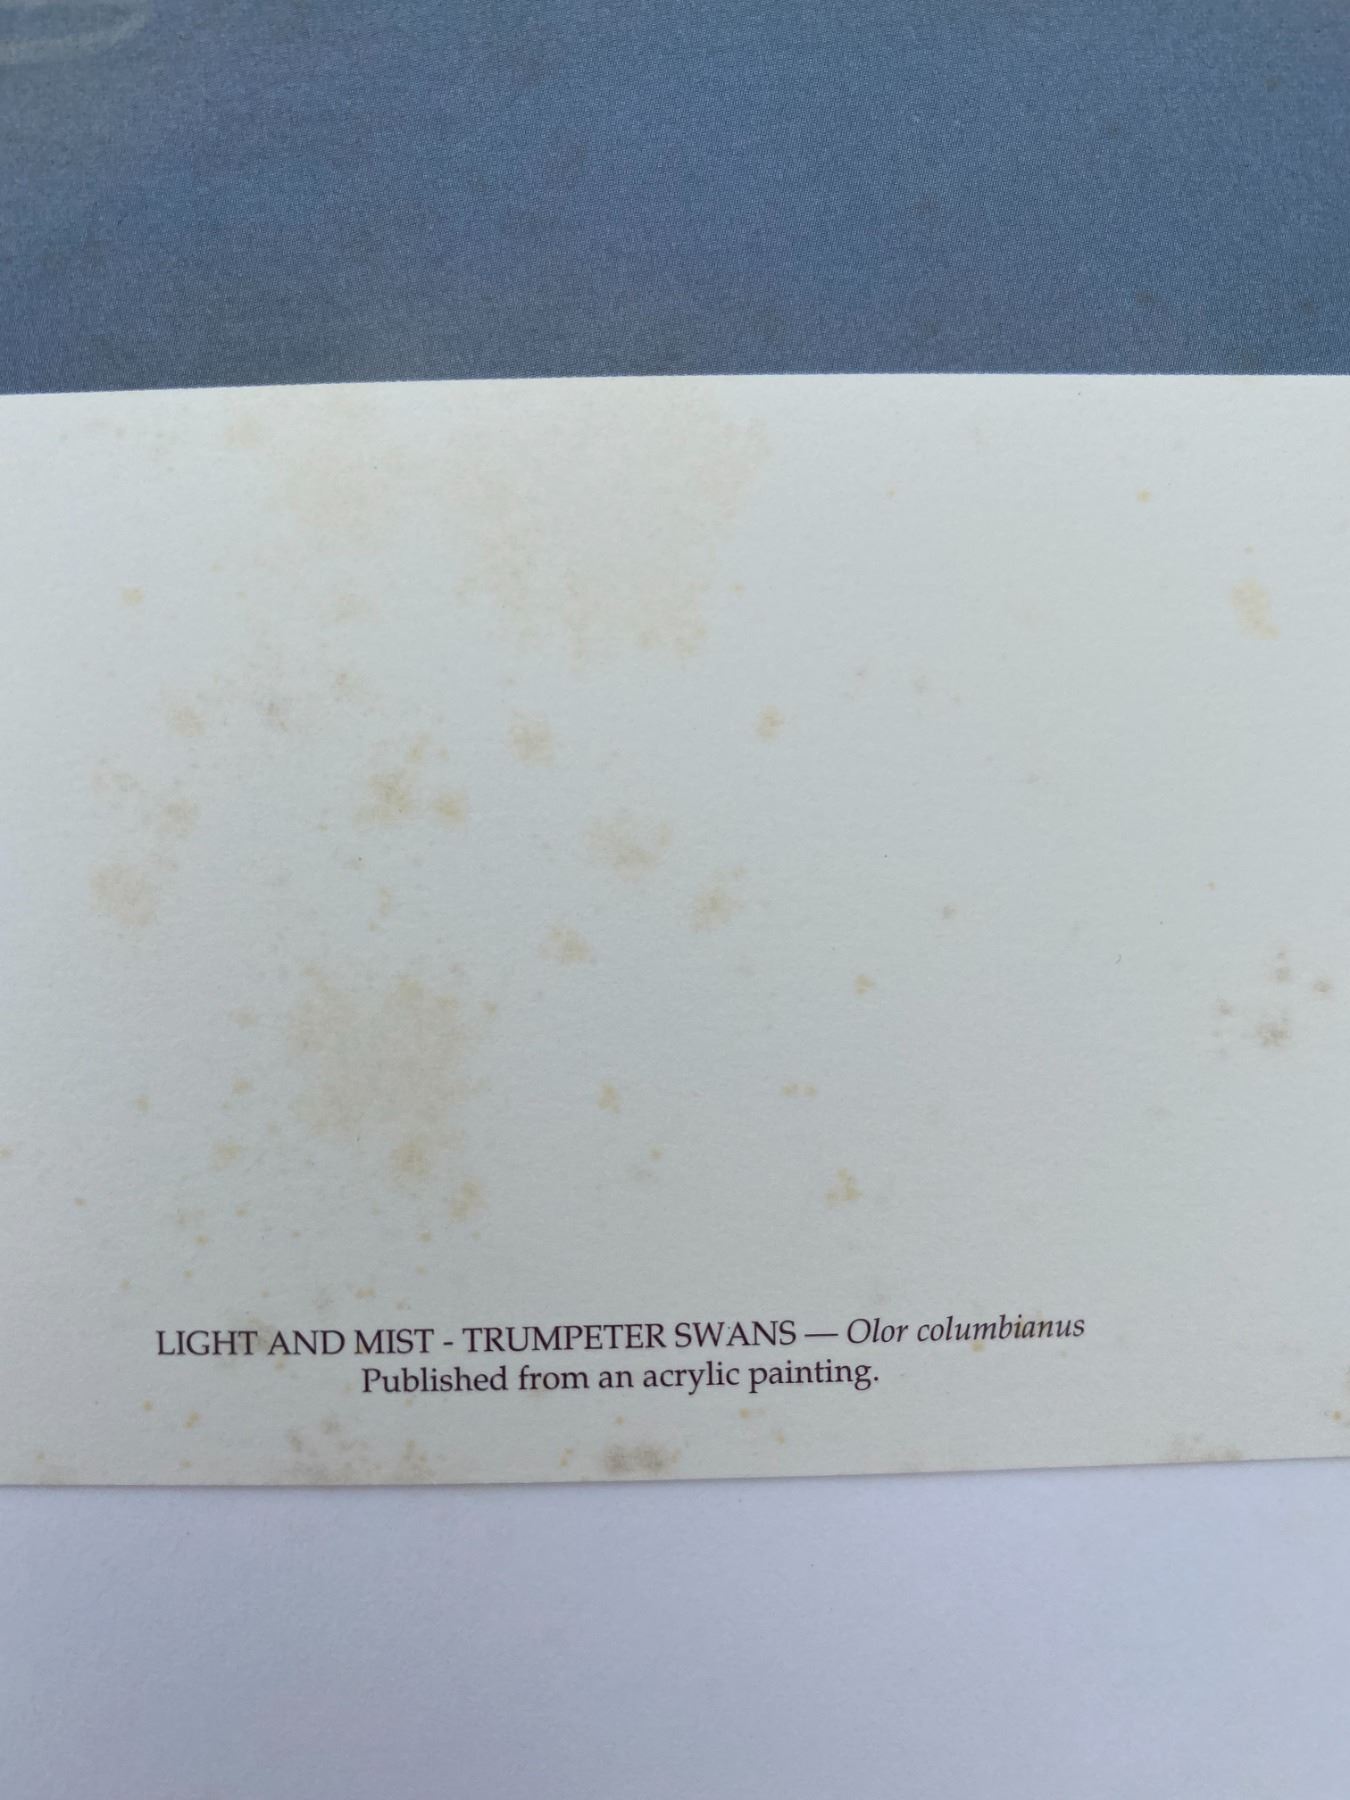 LIGHT AND MIST - TRUMPETER SWANS — Olor columbianus
Published from an acrylic painting.